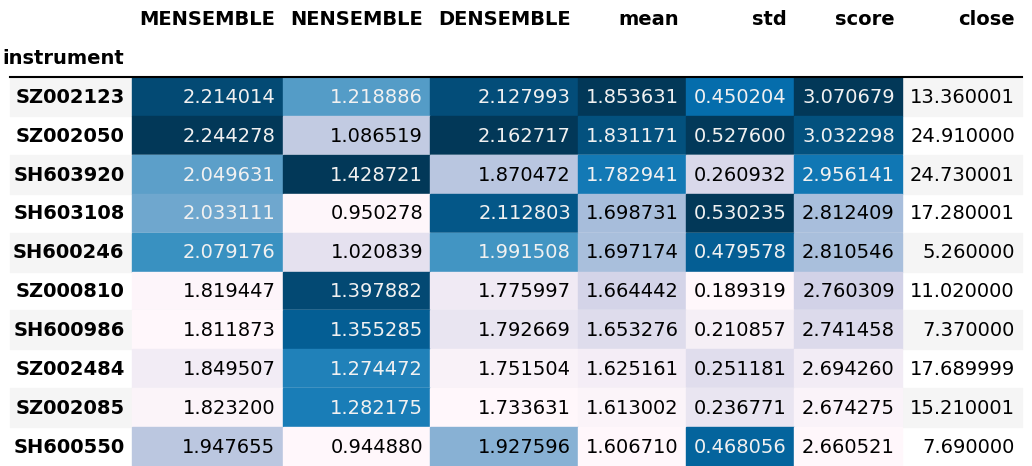 MENSEMBLE NENSEMBLE DENSEMBLE mean std score close
instrument
SZ002123 2.214014 1.218886 2.127993 1.853631 0.450204 3.070679 13.360001
SZ002050 2.244278 1.086519 2.162717 1.831171 0.527600 3.032298 24.910000
SH603920 2.049631 1.428721 1.870472 1.782941 0.260932 2.956141 24.730001
SH603108 2.033111 0.950278 2.112803 1.698731 0.530235 2.812409 17.280001
SH600246 2.079176 1.020839 1.991508 1.697174 0.479578 2.810546 5.260000
SZ000810 1.819447 1.397882 1.775997 1.664442 0.189319 2.760309 11.020000
SH600986 1.811873 1.355285 1.792669 1.653276 0.210857 2.741458 7.370000
SZ002484 1.849507 1.274472 1.751504 1.625161 0.251181 2.694260 17.689999
SZ002085 1.823200 1.282175 1.733631 1.613002 0.236771 2.674275 15.210001
SH600550 1.947655 0.944880 1.927596 1.606710 0.468056 2.660521 7.690000